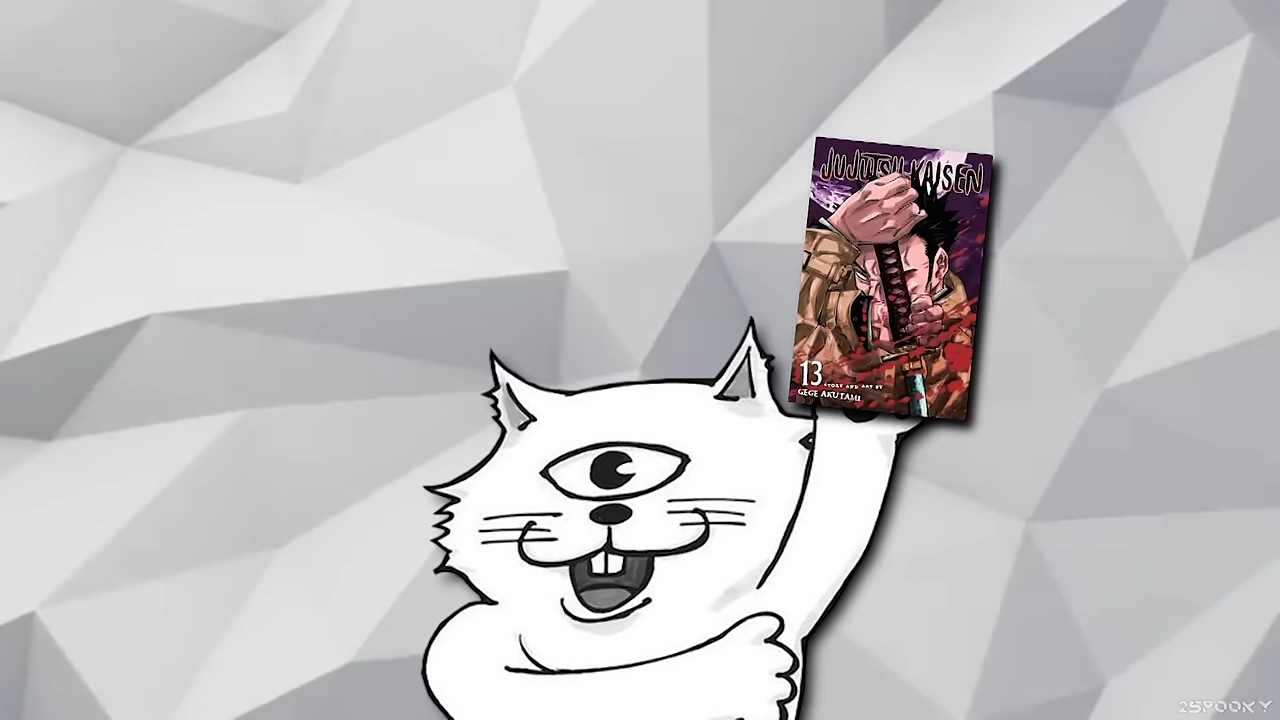 JUJUTSU KAISEN
13 STORY AND ART BY
GEGE AKUTAMI
2SPOOKY